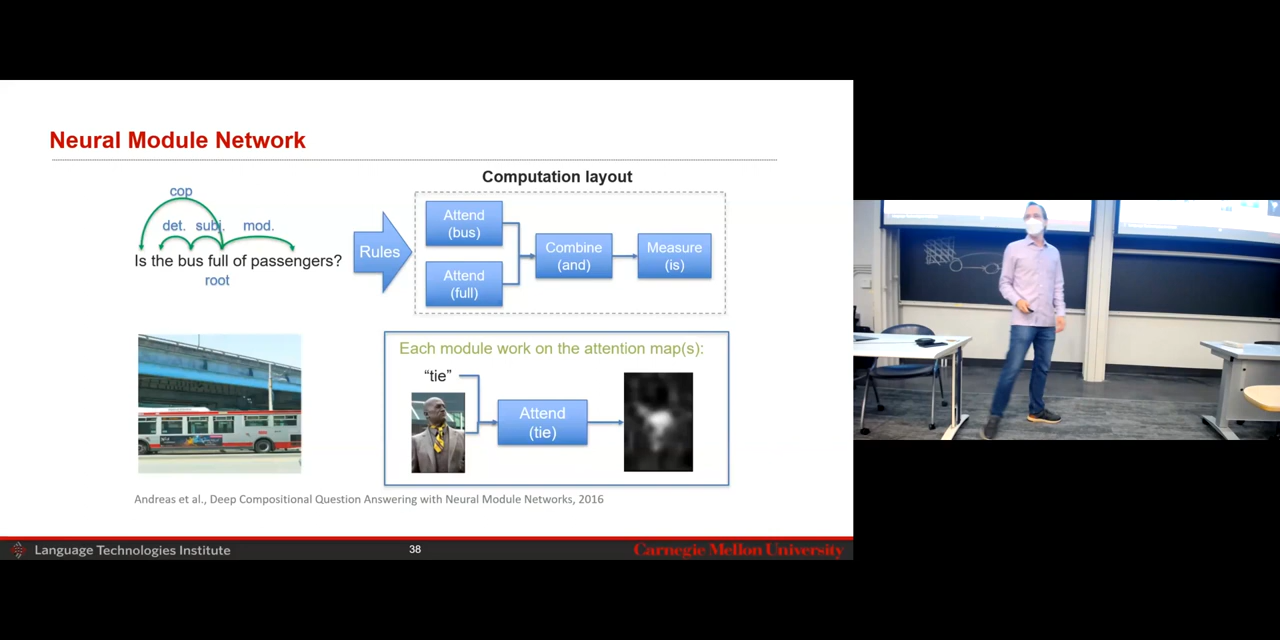 Neural Module Network
cop
det. subj. mod.
Is the bus full of passengers?
root
Rules
Computation layout
Attend
(bus)
Attend
(full)
Combine
(and)
Measure
(is)
Each module work on the attention map(s):
“tie”
Attend
(tie)
Andreas et al., Deep Compositional Question Answering with Neural Module Networks, 2016
Language Technologies Institute
38
Carnegie Mellon University